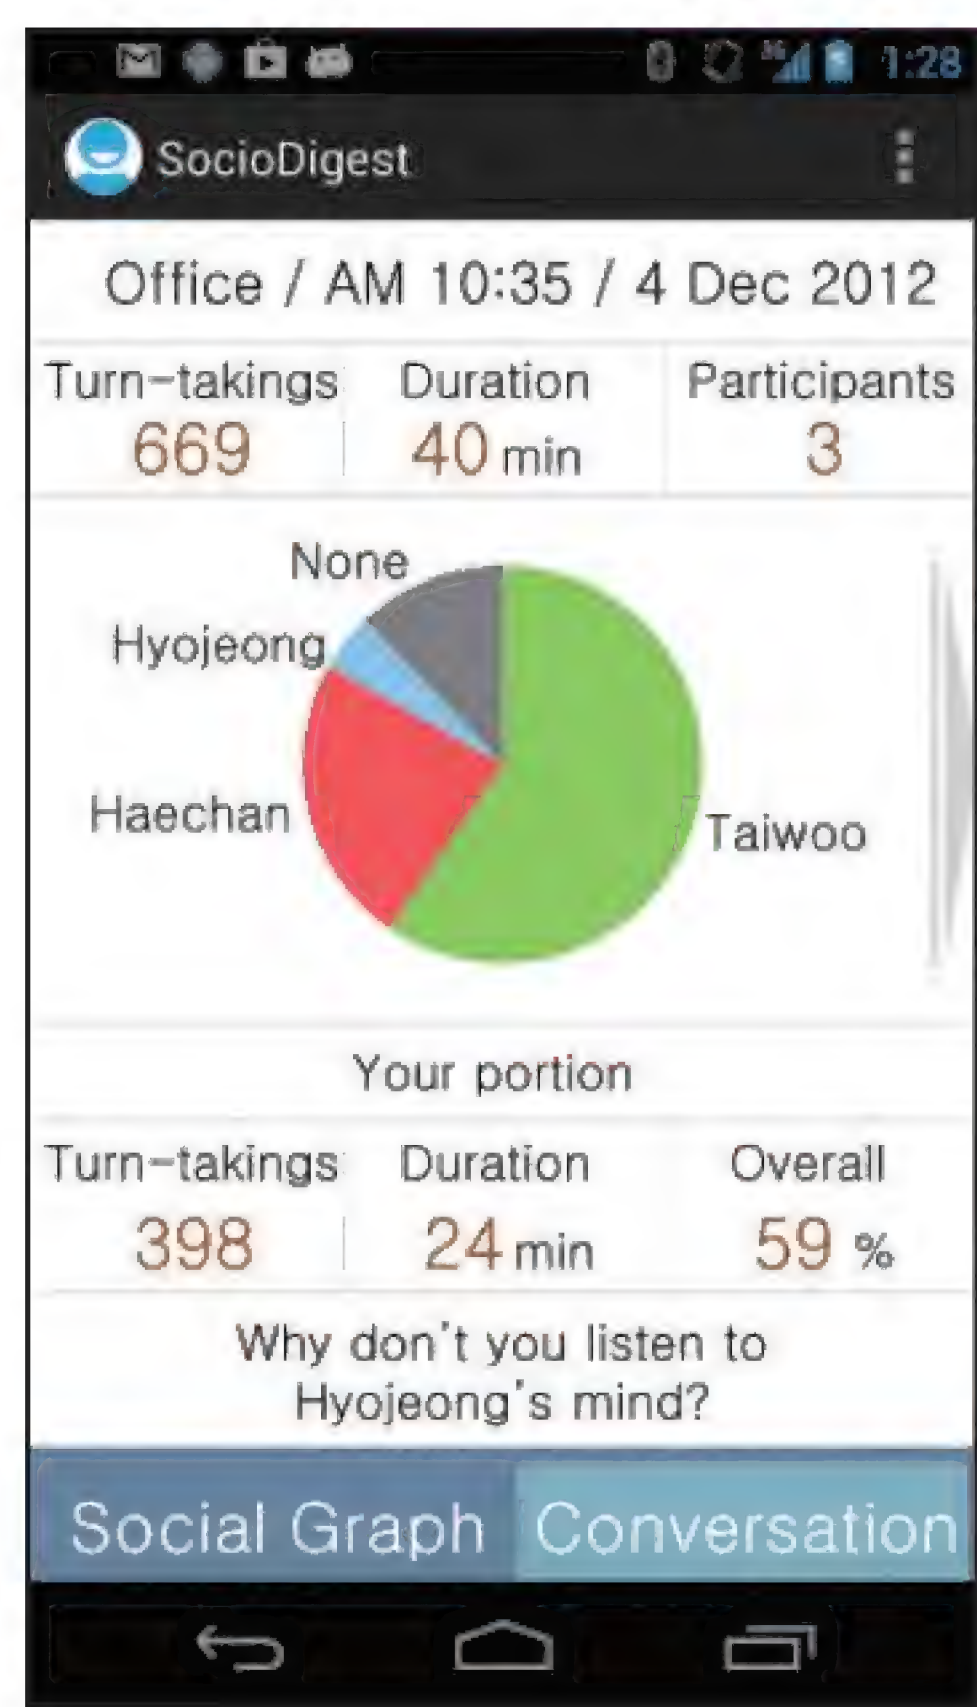 1:28
SocioDigest
Office / AM 10:35 / 4 Dec 2012
Turn-takings Duration Participants
669 40 min 3
None
Hyojeong
Haechan
Taiwoo
Your portion
Turn-takings Duration Overall
398 24 min 59 %
Why don't you listen to
Hyojeong's mind?
Social Graph Conversation